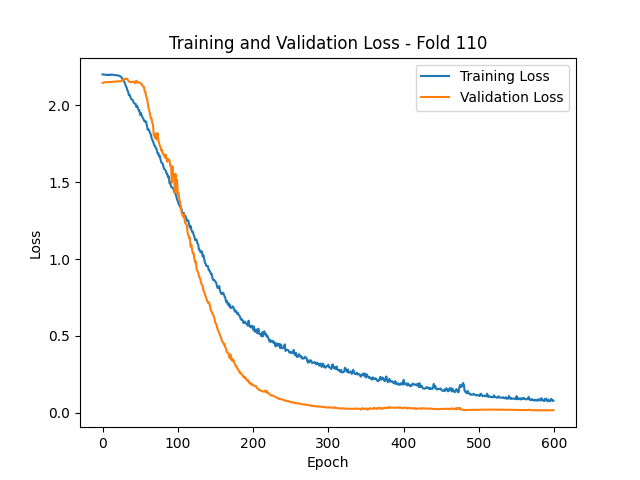 Training and Validation Loss - Fold 110
Training Loss
Validation Loss
Loss
2.0
1.5
1.0
0.5
0.0
0 100 200 300 400 500 600
Epoch